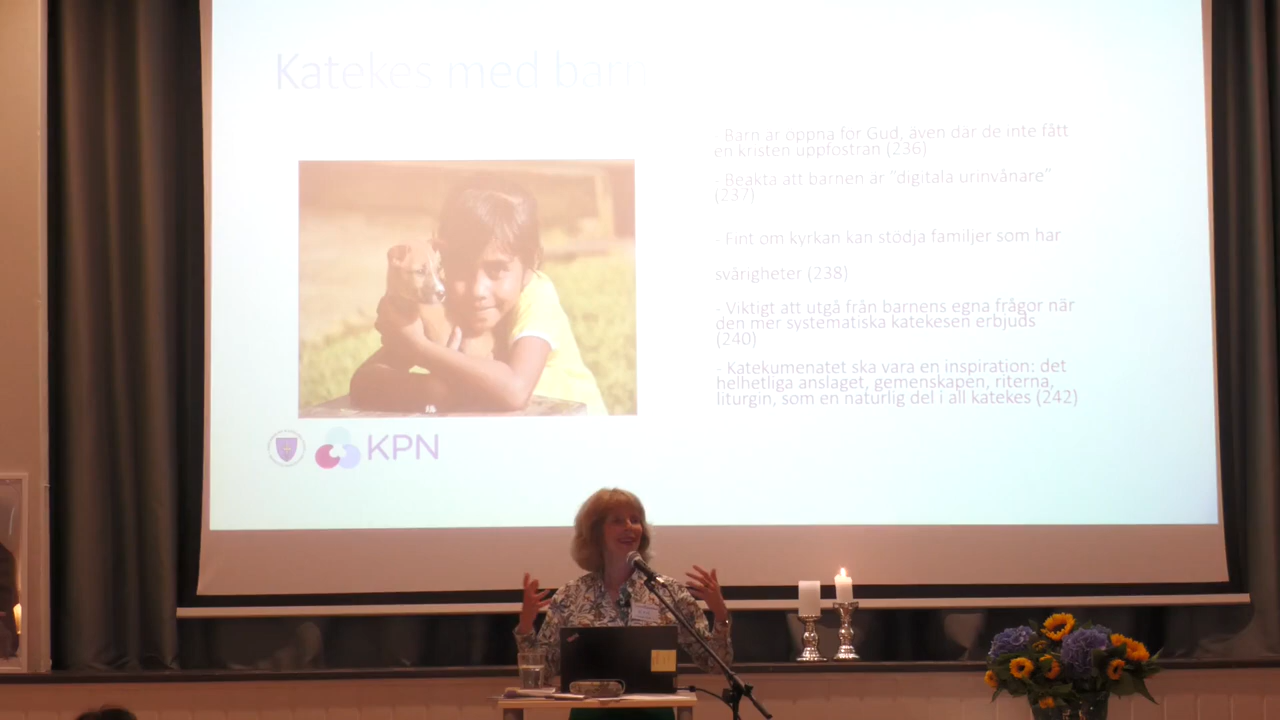 Katekes med barn
- Barn är öppna för Gud, även där de inte fått
en kristen uppfostran (236)
- Beakta att barnen är "digitala urinvånare"
(237)
- Fint om kyrkan kan stödja familjer som har
svårigheter (238)
- Viktigt att utgå från barnens egna frågor när
den mer systematiska katekesen erbjuds
(240)
- Katekumenatet ska vara en inspiration: det
helhetliga anslaget, gemenskapen, riterna,
liturgin, som en naturlig del i all katekes (242)
KPN